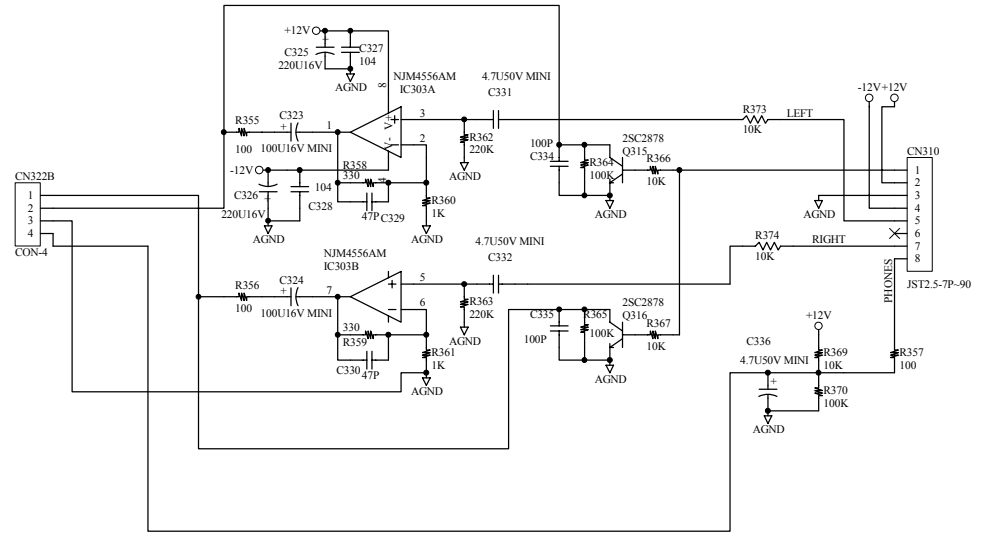 +12V
C325
220U16V
+
C327
104
AGND
8
NJM4556AM
IC303A
4.7U50V MINI
C331
-12V
+12V
R355
100
C323
+
100U16V MINI
1
V+
V-
+
3
2
R362
220K
AGND
100P
C334
R364
100K
2SC2878
Q315
R366
10K
AGND
R373
10K
LEFT
CN310
1
2
3
4
5
6
7
8
JST2.5-7P~90
AGND
-12V
C326
220U16V
+
104
C328
AGND
R358
330
4
47P
C329
R360
1K
AGND
CN322B
1
2
3
4
CON-4
NJM4556AM
IC303B
4.7U50V MINI
C332
R374
10K
RIGHT
R356
100
C324
+
100U16V MINI
7
+
5
6
R363
220K
AGND
330
R359
C330
47P
R361
1K
AGND
C335
100P
R365
100K
2SC2878
Q316
R367
10K
AGND
PHONES
+12V
C336
4.7U50V MINI
+
R369
10K
R370
100K
R357
100
AGND